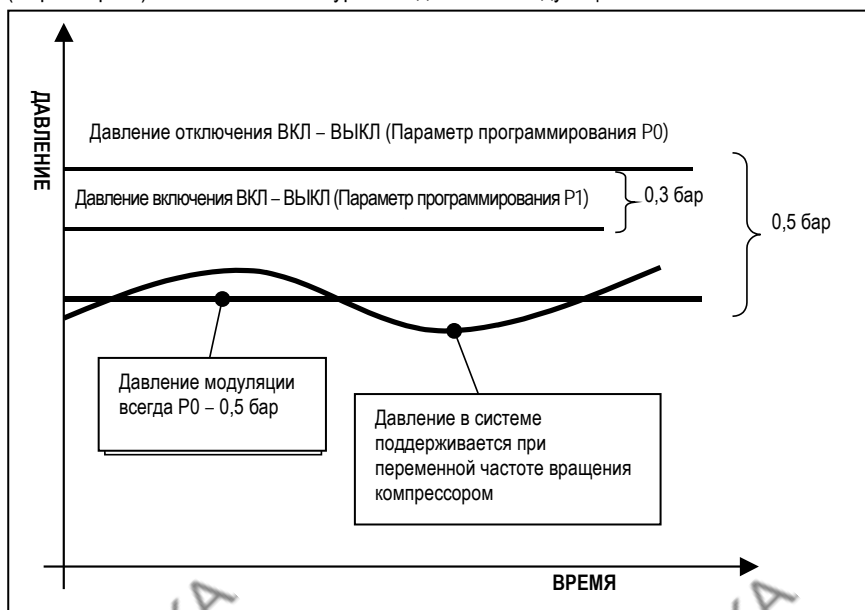 ДАВЛЕНИЕ
Давление отключения ВКЛ – ВЫКЛ (Параметр программирования P0)
Давление включения ВКЛ – ВЫКЛ (Параметр программирования P1)
0,3 бар
0,5 бар
Давление модуляции
всегда P0 – 0,5 бар
Давление в системе
поддерживается при
переменной частоте вращения
компрессором
ВРЕМЯ